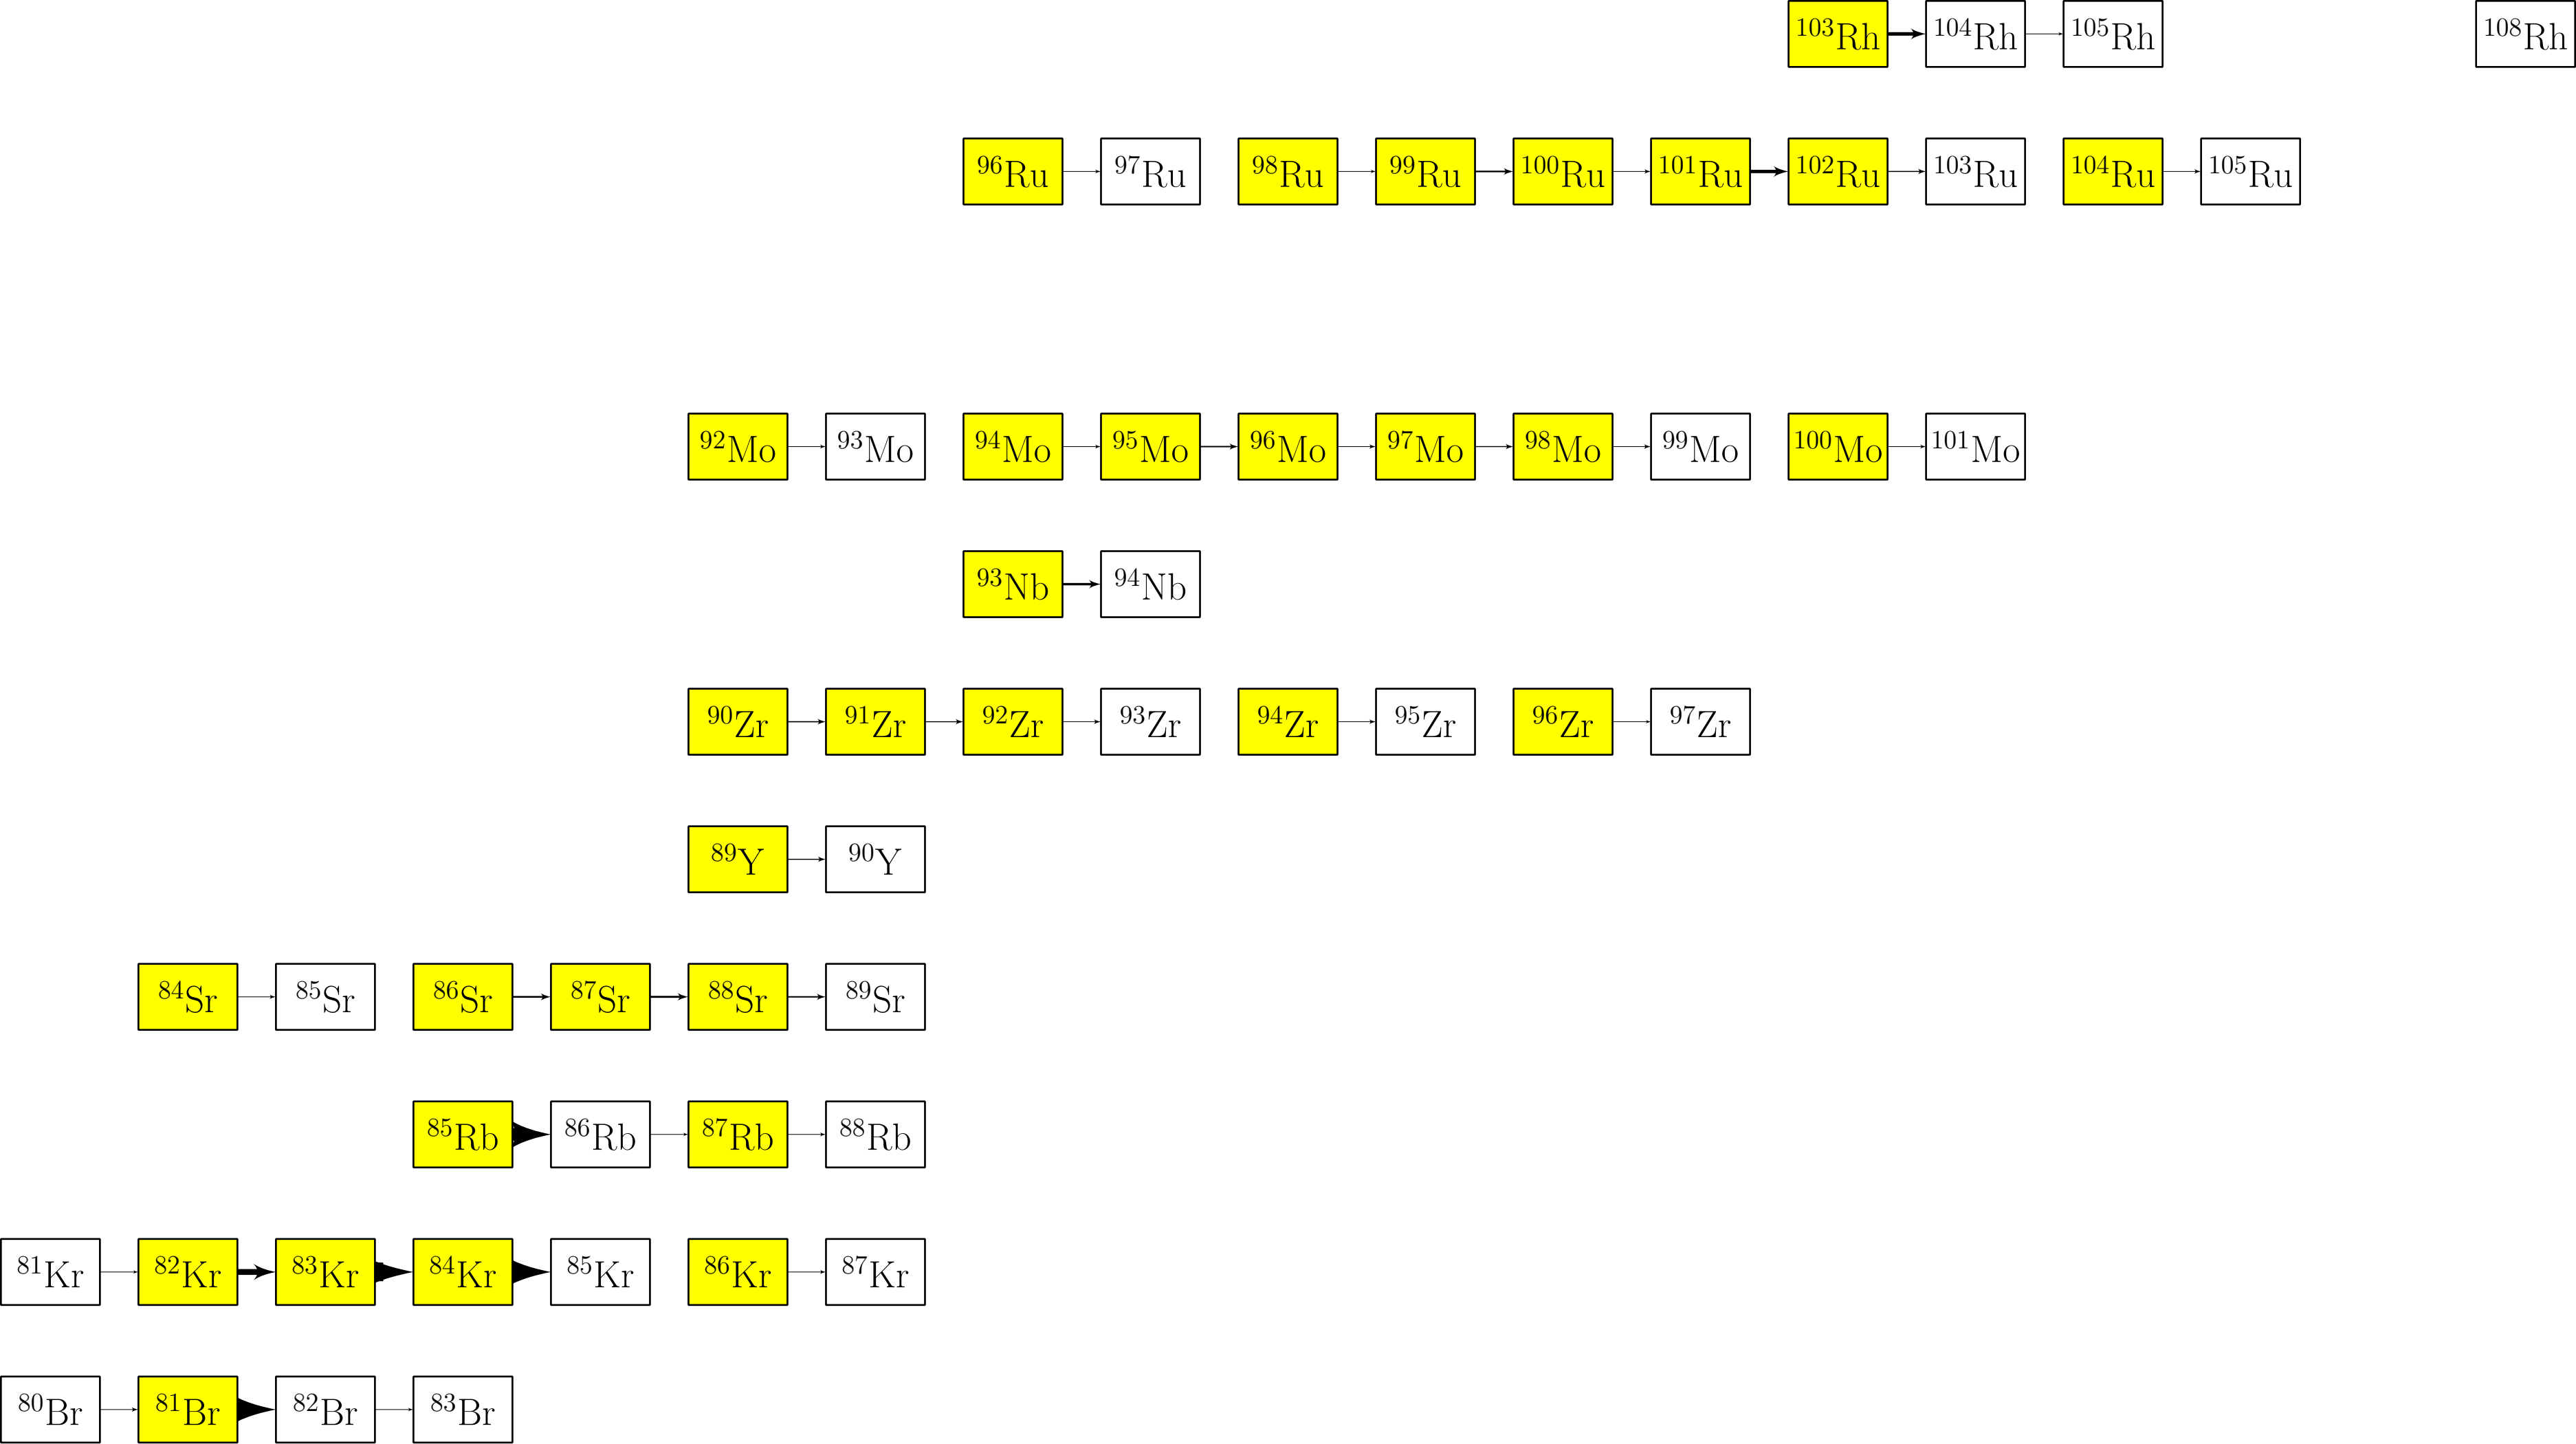 ¹⁰³Rh ¹⁰⁴Rh ¹⁰⁵Rh ¹⁰⁸Rh
⁹⁶Ru ⁹⁷Ru ⁹⁸Ru ⁹⁹Ru ¹⁰⁰Ru ¹⁰¹Ru ¹⁰²Ru ¹⁰³Ru ¹⁰⁴Ru ¹⁰⁵Ru
⁹²Mo ⁹³Mo ⁹⁴Mo ⁹⁵Mo ⁹⁶Mo ⁹⁷Mo ⁹⁸Mo ⁹⁹Mo ¹⁰⁰Mo ¹⁰¹Mo
⁹³Nb ⁹⁴Nb
⁹⁰Zr ⁹¹Zr ⁹²Zr ⁹³Zr ⁹⁴Zr ⁹⁵Zr ⁹⁶Zr ⁹⁷Zr
⁸⁹Y ⁹⁰Y
⁸⁴Sr ⁸⁵Sr ⁸⁶Sr ⁸⁷Sr ⁸⁸Sr ⁸⁹Sr
⁸⁵Rb ⁸⁶Rb ⁸⁷Rb ⁸⁸Rb
⁸¹Kr ⁸²Kr ⁸³Kr ⁸⁴Kr ⁸⁵Kr ⁸⁶Kr ⁸⁷Kr
⁸⁰Br ⁸¹Br ⁸²Br ⁸³Br